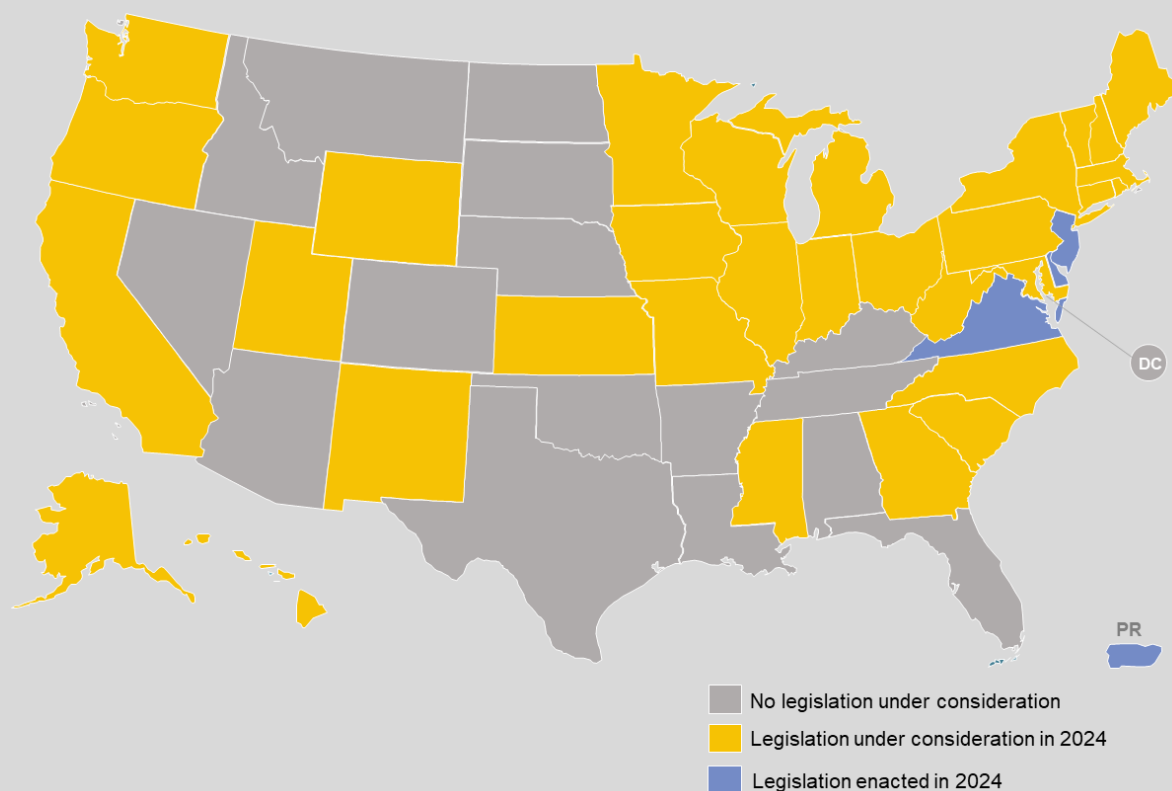 DC
PR
No legislation under consideration
Legislation under consideration in 2024
Legislation enacted in 2024